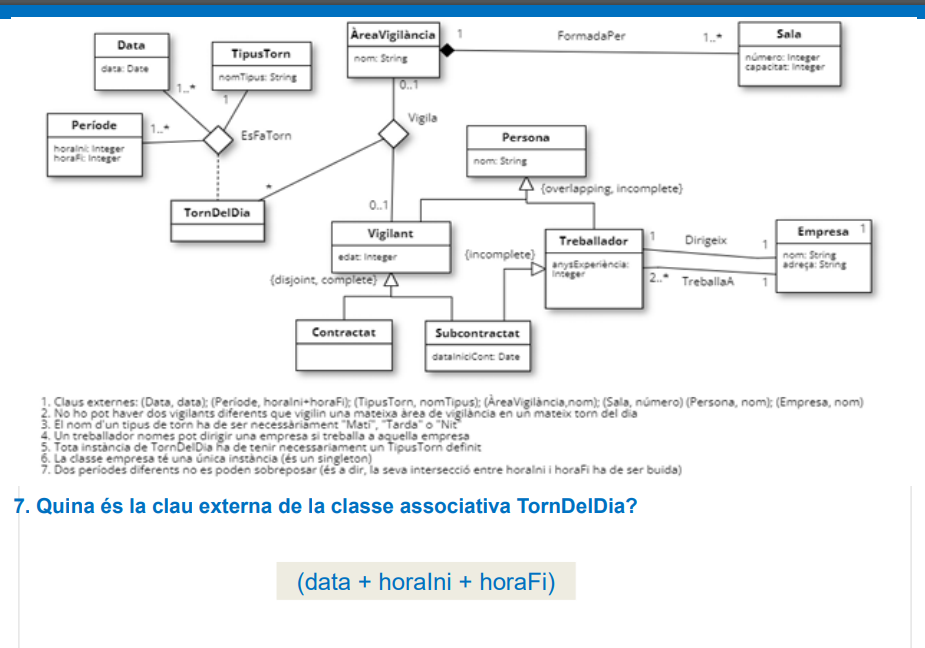 Data
data: Date
TipusTorn
nomTipus: String
ÀreaVigilància
nom: String
1
FormadaPer
1..*
Sala
número: Integer
capacitat: Integer
1..*
1
0..1
Període
horaIni: Integer
horaFi: Integer
1..*
EsFaTorn
Vigila
Persona
nom: String
*
{overlapping, incomplete}
TornDelDia
0..1
Vigilant
edat: Integer
{incomplete}
Treballador
anysExperiència:
Integer
1
Dirigeix
1
Empresa 1
nom: String
adreça: String
2..*
TreballaA
1
{disjoint, complete}
Contractat
Subcontractat
dataIniciCont: Date
1. Claus externes: (Data, data); (Període, horaIni+horaFi); (TipusTorn, nomTipus); (ÀreaVigilància,nom); (Sala, número) (Persona, nom); (Empresa, nom)
2. No ho pot haver dos vigilants diferents que vigilin una mateixa àrea de vigilància en un mateix torn del dia
3. El nom d'un tipus de torn ha de ser necessàriament "Matí", "Tarda" o "Nit"
4. Un treballador nomes pot dirigir una empresa si treballa a aquella empresa
5. Tota instància de TornDelDia ha de tenir necessariament un TipusTorn definit
6. La classe empresa té una única instància (és un singleton)
7. Dos períodes diferents no es poden sobreposar (és a dir, la seva intersecció entre horaIni i horaFi ha de ser buida)
7. Quina és la clau externa de la classe associativa TornDelDia?
(data + horaIni + horaFi)